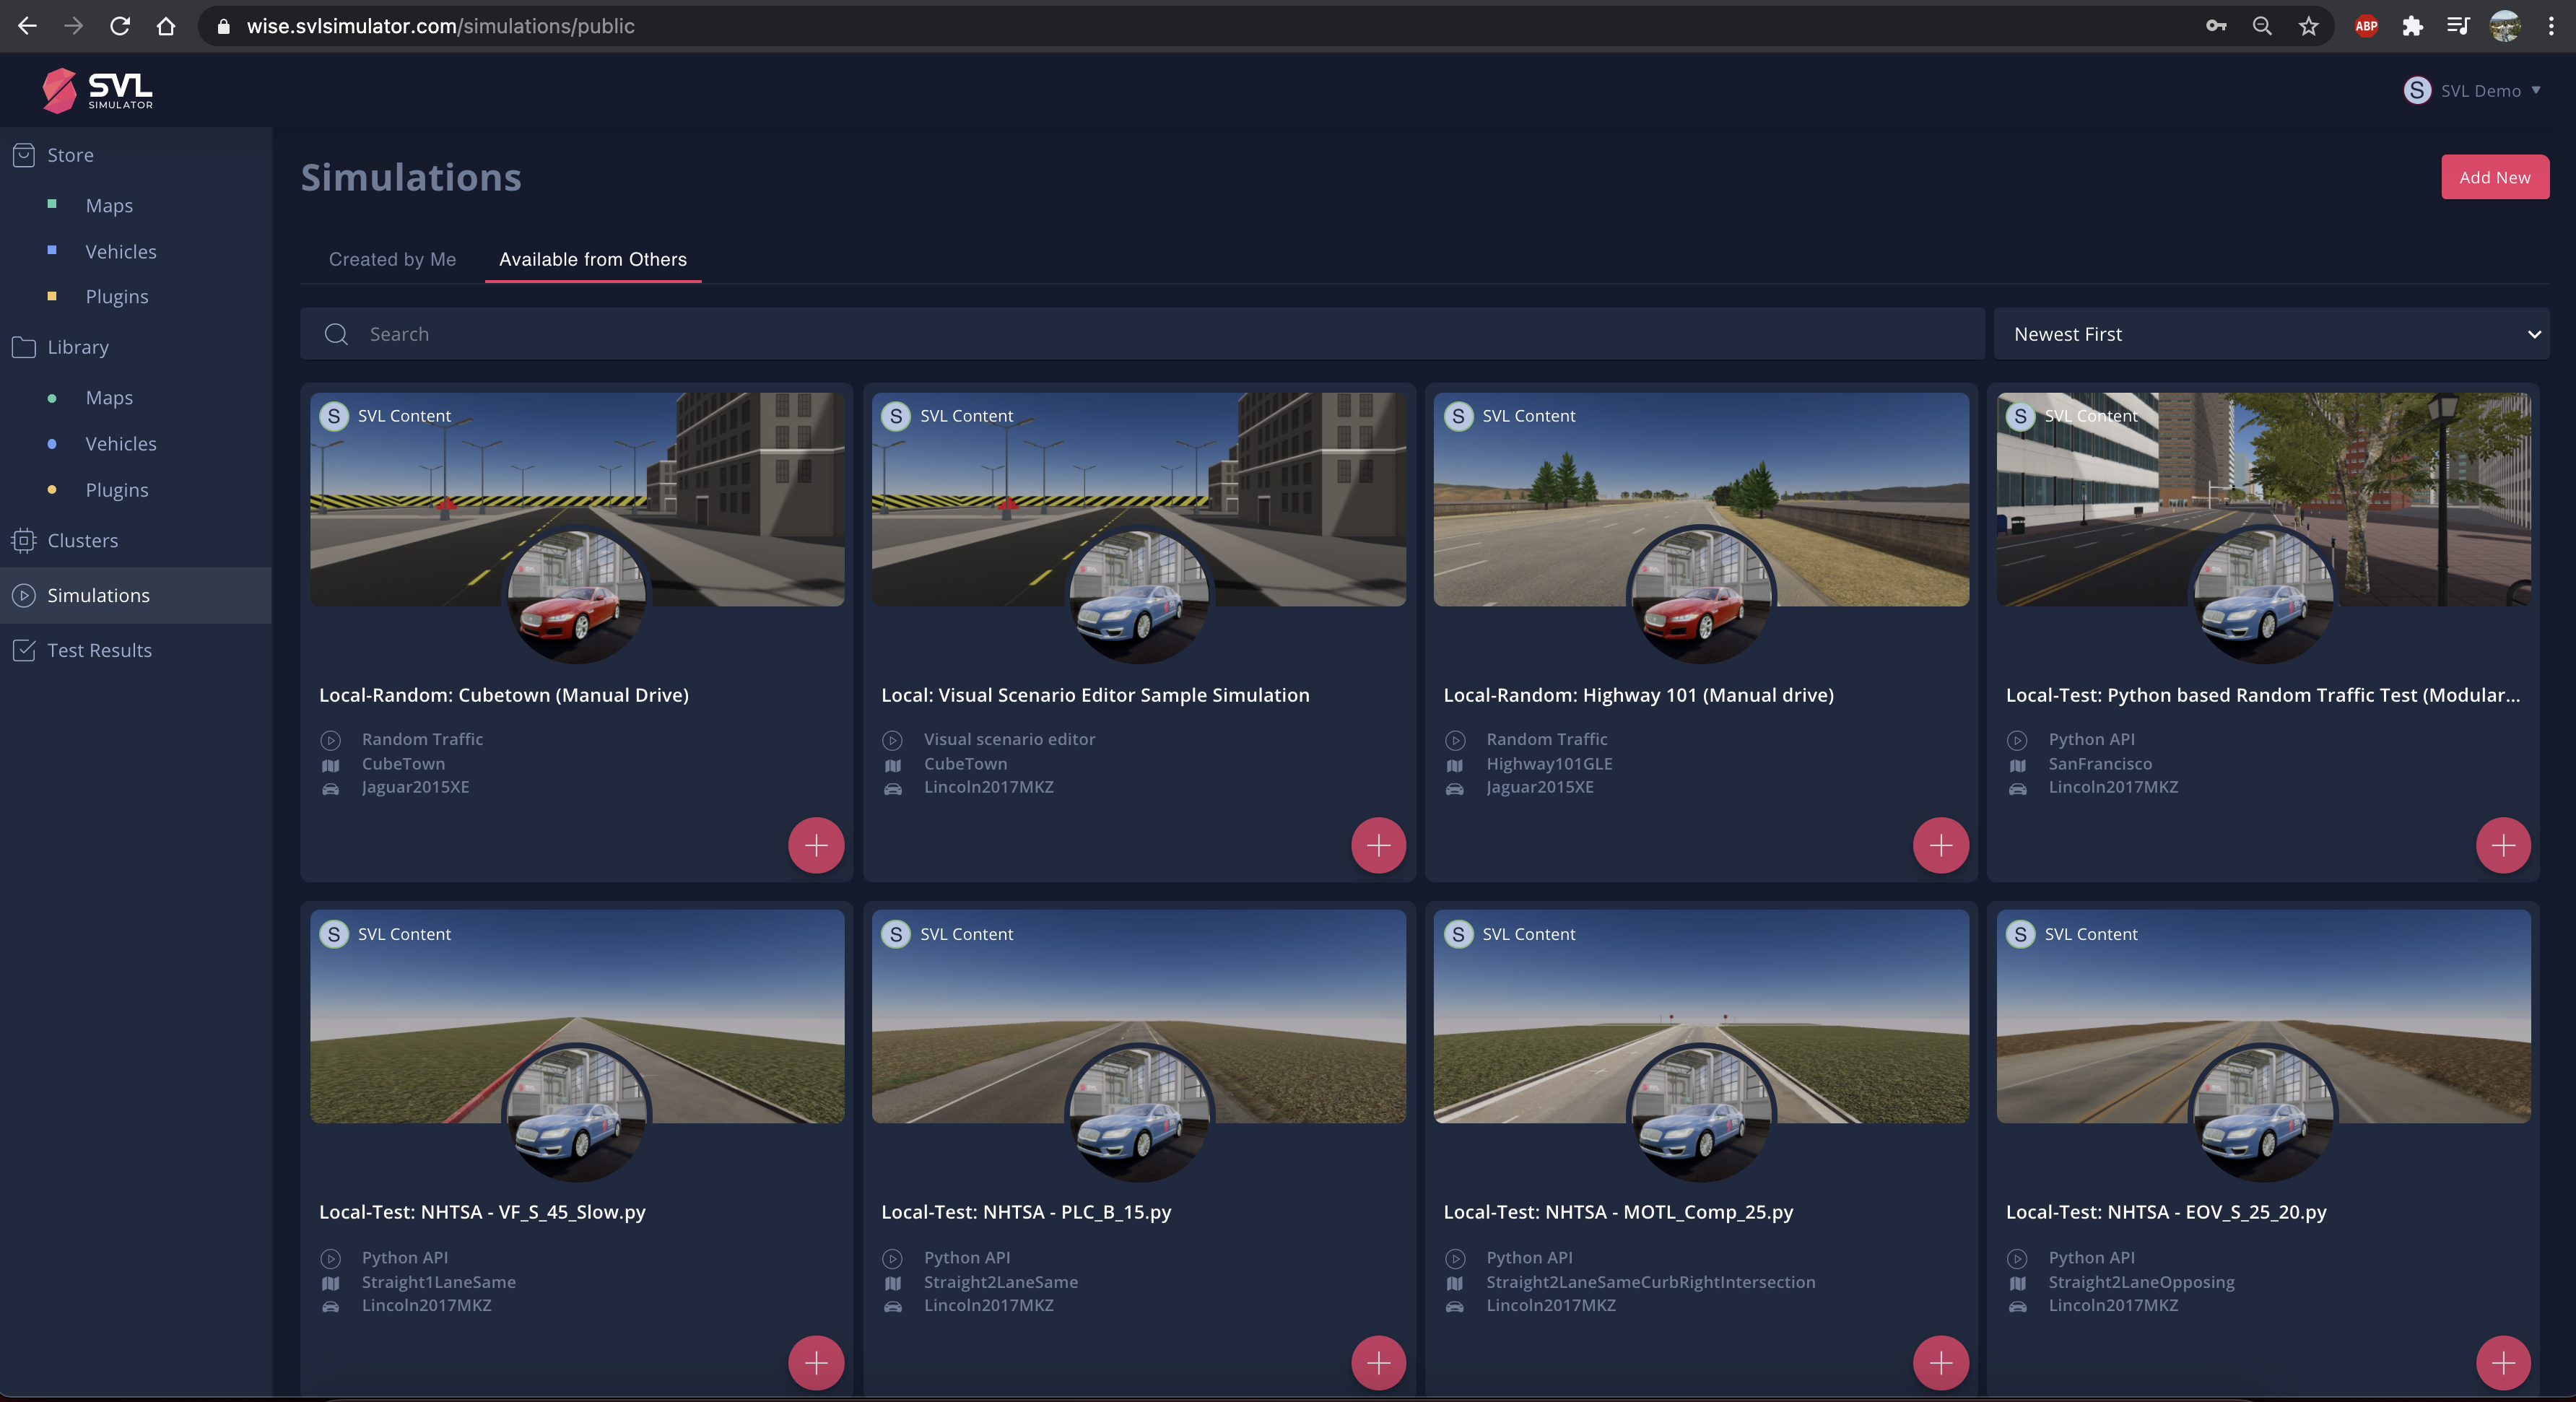 wise.svlsimulator.com/simulations/public
ABP
SVL
SIMULATOR
S SVL Demo
Store
Maps
Vehicles
Plugins
Library
Maps
Vehicles
Plugins
Clusters
Simulations
Test Results
Simulations
Add New
Created by Me
Available from Others
Search
Newest First
S SVL Content
Local-Random: Cubetown (Manual Drive)
Random Traffic
CubeTown
Jaguar2015XE
S SVL Content
Local: Visual Scenario Editor Sample Simulation
Visual scenario editor
CubeTown
Lincoln2017MKZ
S SVL Content
Local-Random: Highway 101 (Manual drive)
Random Traffic
Highway101GLE
Jaguar2015XE
S SVL Content
Local-Test: Python based Random Traffic Test (Modular...
Python API
SanFrancisco
Lincoln2017MKZ
S SVL Content
Local-Test: NHTSA - VF_S_45_Slow.py
Python API
Straight1LaneSame
Lincoln2017MKZ
S SVL Content
Local-Test: NHTSA - PLC_B_15.py
Python API
Straight2LaneSame
Lincoln2017MKZ
S SVL Content
Local-Test: NHTSA - MOTL_Comp_25.py
Python API
Straight2LaneSameCurbRightIntersection
Lincoln2017MKZ
S SVL Content
Local-Test: NHTSA - EOV_S_25_20.py
Python API
Straight2LaneOpposing
Lincoln2017MKZ